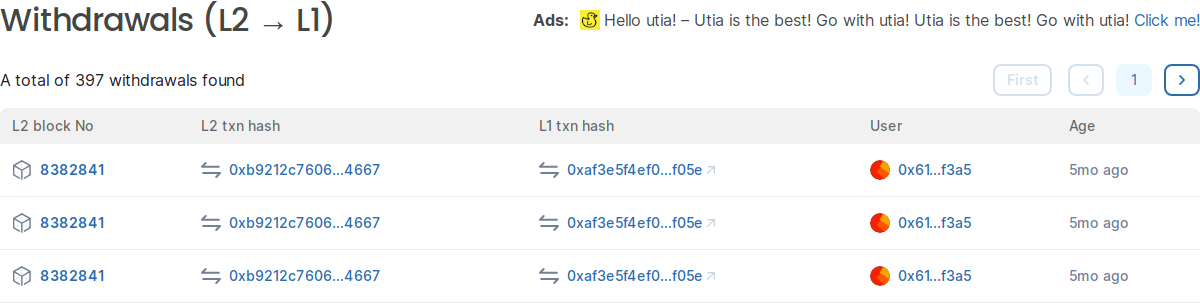 Withdrawals (L2 → L1)
Ads: Hello utia! – Utia is the best! Go with utia! Utia is the best! Go with utia! Click me!
A total of 397 withdrawals found
First < 1 >
L2 block No L2 txn hash L1 txn hash User Age
8382841 0xb9212c7606...4667 0xaf3e5f4ef0...f05e 0x61...f3a5 5mo ago
8382841 0xb9212c7606...4667 0xaf3e5f4ef0...f05e 0x61...f3a5 5mo ago
8382841 0xb9212c7606...4667 0xaf3e5f4ef0...f05e 0x61...f3a5 5mo ago